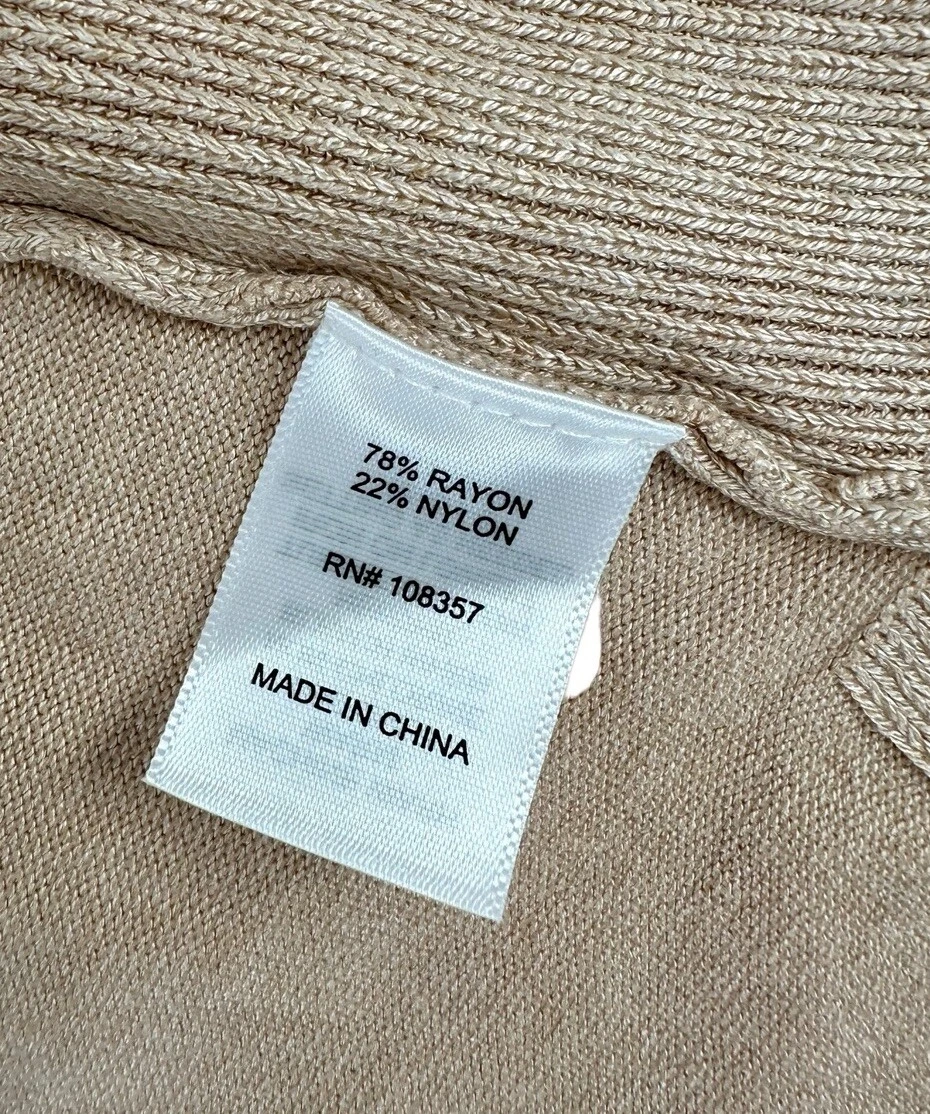 78% RAYON
22% NYLON
RN# 108357
MADE IN CHINA